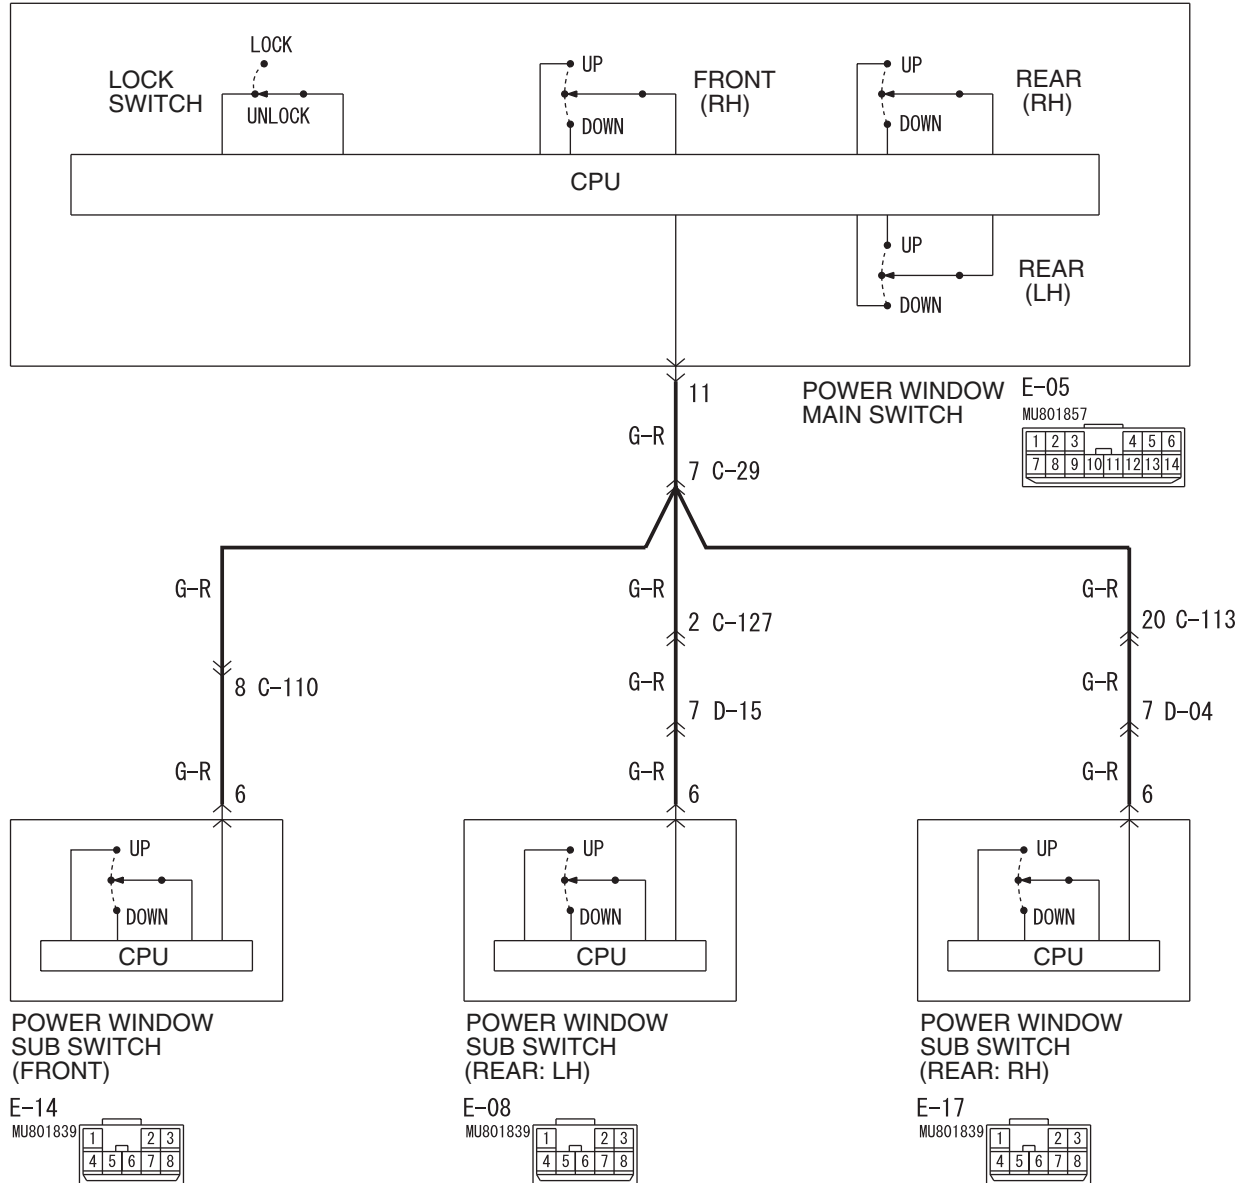 LOCK
LOCK
SWITCH
UNLOCK
UP
FRONT
(RH)
DOWN
UP
REAR
(RH)
DOWN
CPU
UP
REAR
(LH)
DOWN
11
POWER WINDOW
MAIN SWITCH
E-05
MU801857
1 2 3 4 5 6
7 8 9 10 11 12 13 14
G-R
7 C-29
G-R
G-R
G-R
2 C-127
20 C-113
8 C-110
G-R
7 D-15
G-R
7 D-04
G-R
6
G-R
6
G-R
6
UP
DOWN
CPU
UP
DOWN
CPU
UP
DOWN
CPU
POWER WINDOW
SUB SWITCH
(FRONT)
E-14
MU801839
1 2 3
4 5 6 7 8
POWER WINDOW
SUB SWITCH
(REAR: LH)
E-08
MU801839
1 2 3
4 5 6 7 8
POWER WINDOW
SUB SWITCH
(REAR: RH)
E-17
MU801839
1 2 3
4 5 6 7 8